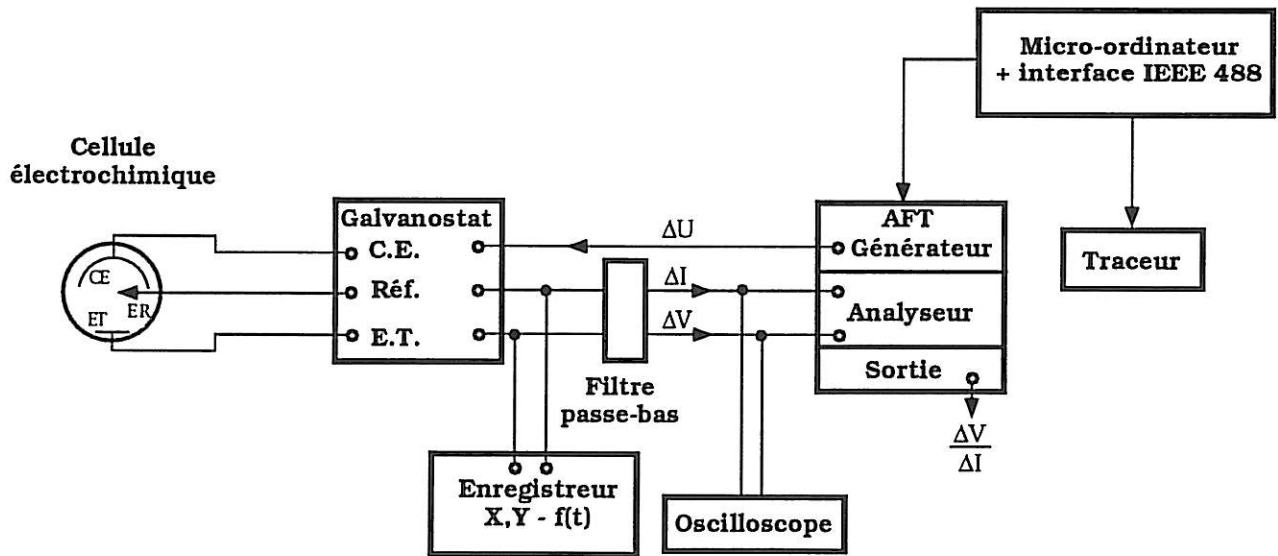 Micro-ordinateur
+ interface IEEE 488
Cellule
électrochimique
CE
ER
ET
Galvanostat
C.E.
Réf.
E.T.
ΔU
ΔI
ΔV
Filtre
passe-bas
AFT
Générateur
Analyseur
Sortie
ΔV
ΔI
Traceur
Enregistreur
X,Y - f(t)
Oscilloscope